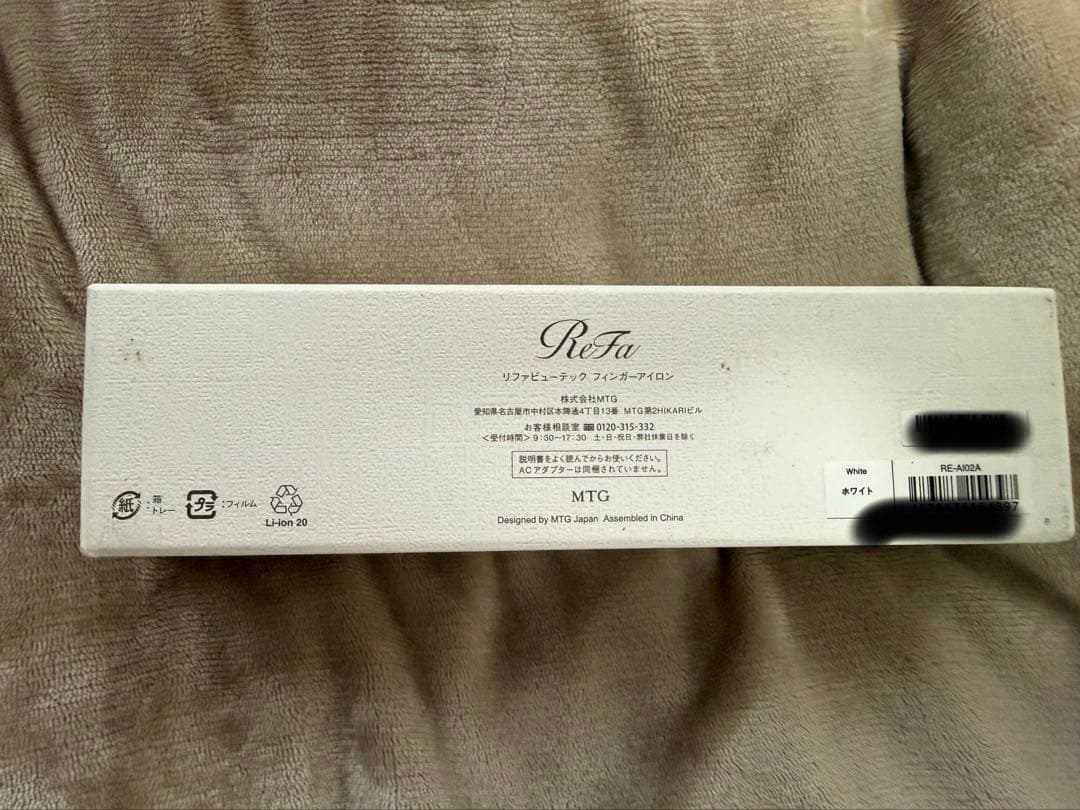 ReFa
リファビューテック フィンガーアイロン
株式会社MTG
愛知県名古屋市中村区本陣通4丁目13番 MTG第2HIKARIビル
お客様相談室 0120-315-332
<受付時間> 9:30~17:30 土・日・祝日・弊社休業日を除く
説明書をよく読んでからお使いください。
ACアダプターは同梱されていません。
MTG
Designed by MTG Japan Assembled in China
紙
:箱
:トレー
プラ
:フィルム
Li-ion 20
White
ホワイト
RE-AI02A